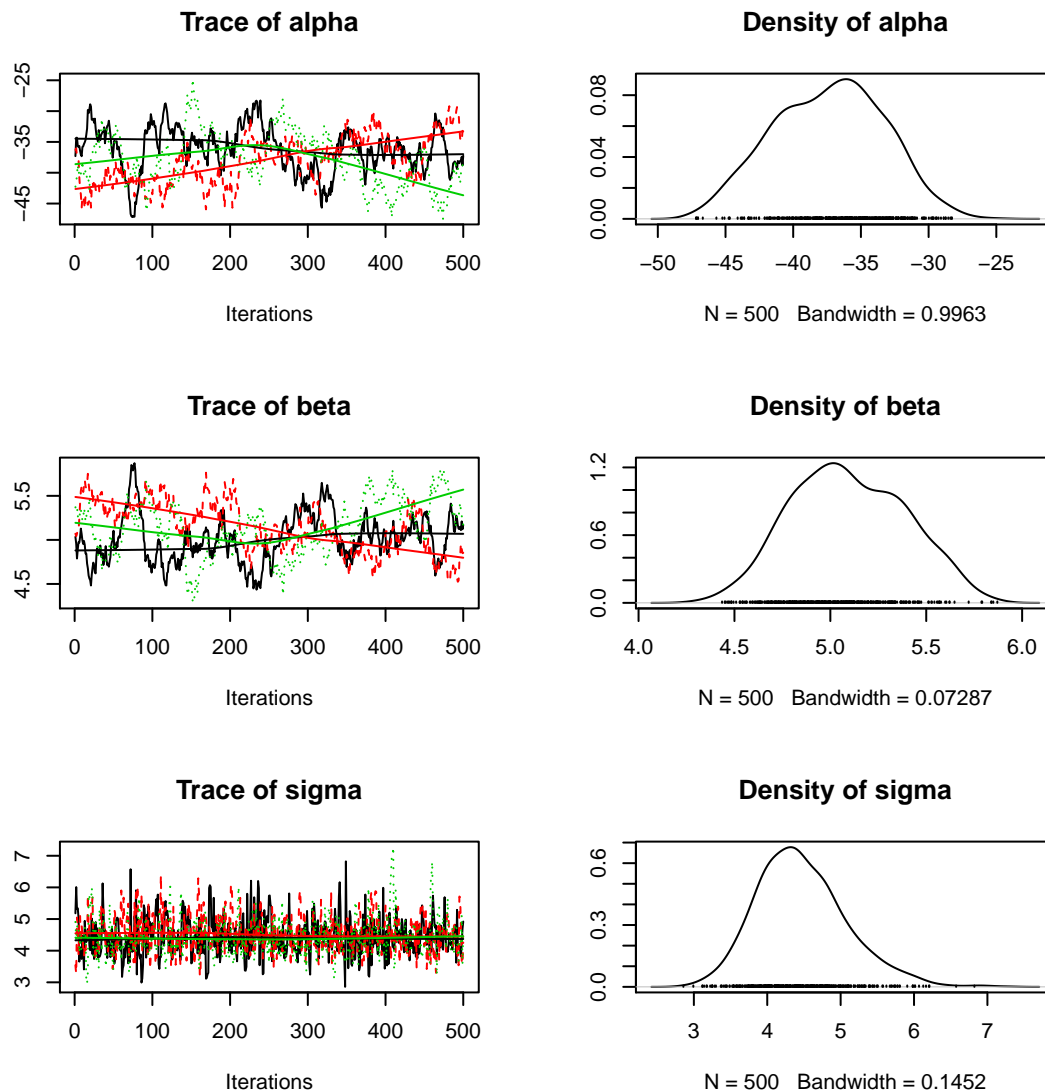 Trace of alpha
−25
−35
−45
0 100 200 300 400 500
Iterations
Density of alpha
0.08
0.04
0.00
−50 −45 −40 −35 −30 −25
N = 500 Bandwidth = 0.9963
Trace of beta
5.5
4.5
0 100 200 300 400 500
Iterations
Density of beta
1.2
0.6
0.0
4.0 4.5 5.0 5.5 6.0
N = 500 Bandwidth = 0.07287
Trace of sigma
7
6
5
4
3
0 100 200 300 400 500
Iterations
Density of sigma
0.6
0.3
0.0
3 4 5 6 7
N = 500 Bandwidth = 0.1452